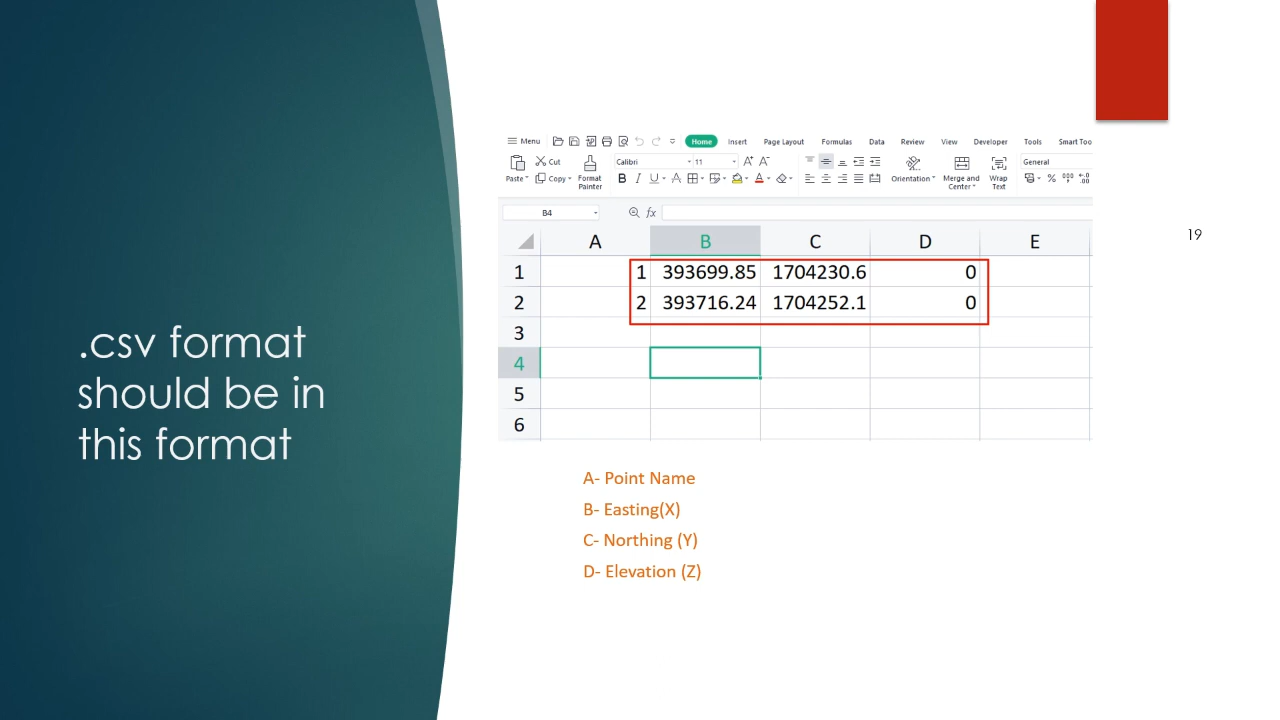 .csv format
should be in
this format
Menu Home Insert Page Layout Formulas Data Review View Developer Tools Smart Too
Cut Calibri 11 A+ A- General
Paste Copy Format Painter B I U A A Orientation Merge and Center Wrap Text % 000
B4 fx
A B C D E
1 1 393699.85 1704230.6 0
2 2 393716.24 1704252.1 0
3
4
5
6
A- Point Name
B- Easting(X)
C- Northing (Y)
D- Elevation (Z)
19